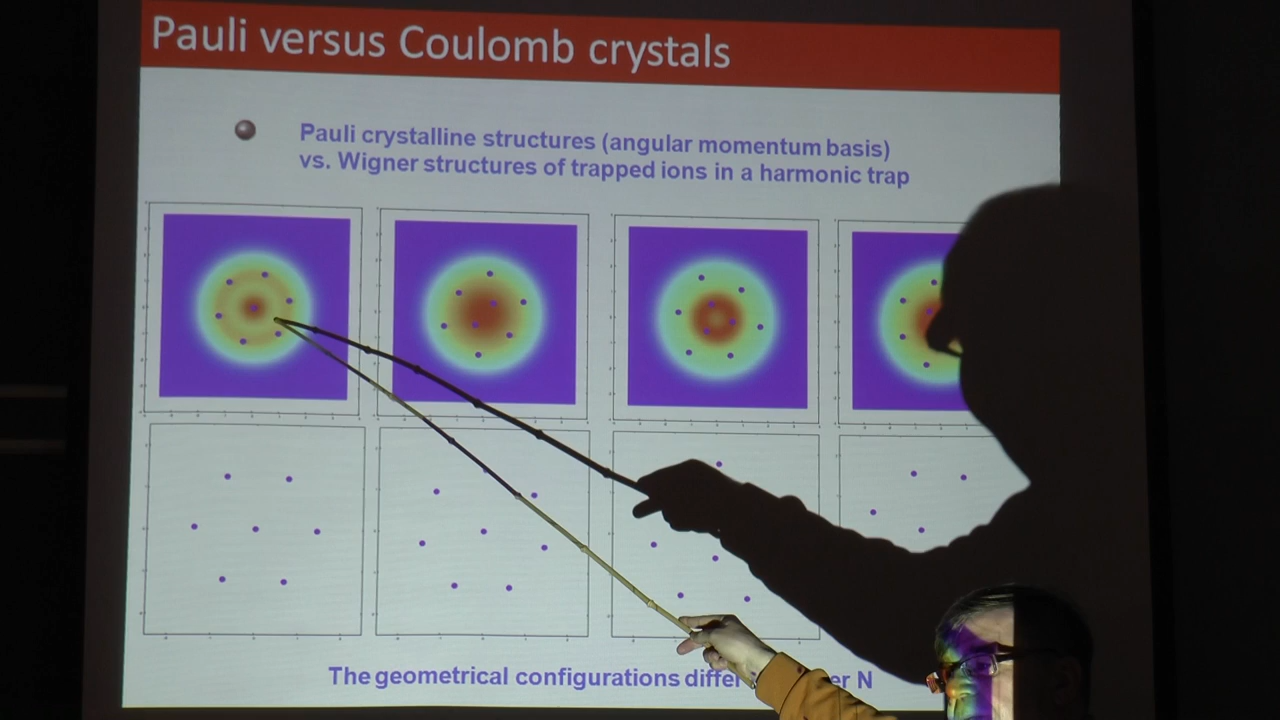 Pauli versus Coulomb crystals
Pauli crystalline structures (angular momentum basis)
vs. Wigner structures of trapped ions in a harmonic trap
The geometrical configurations differ er N